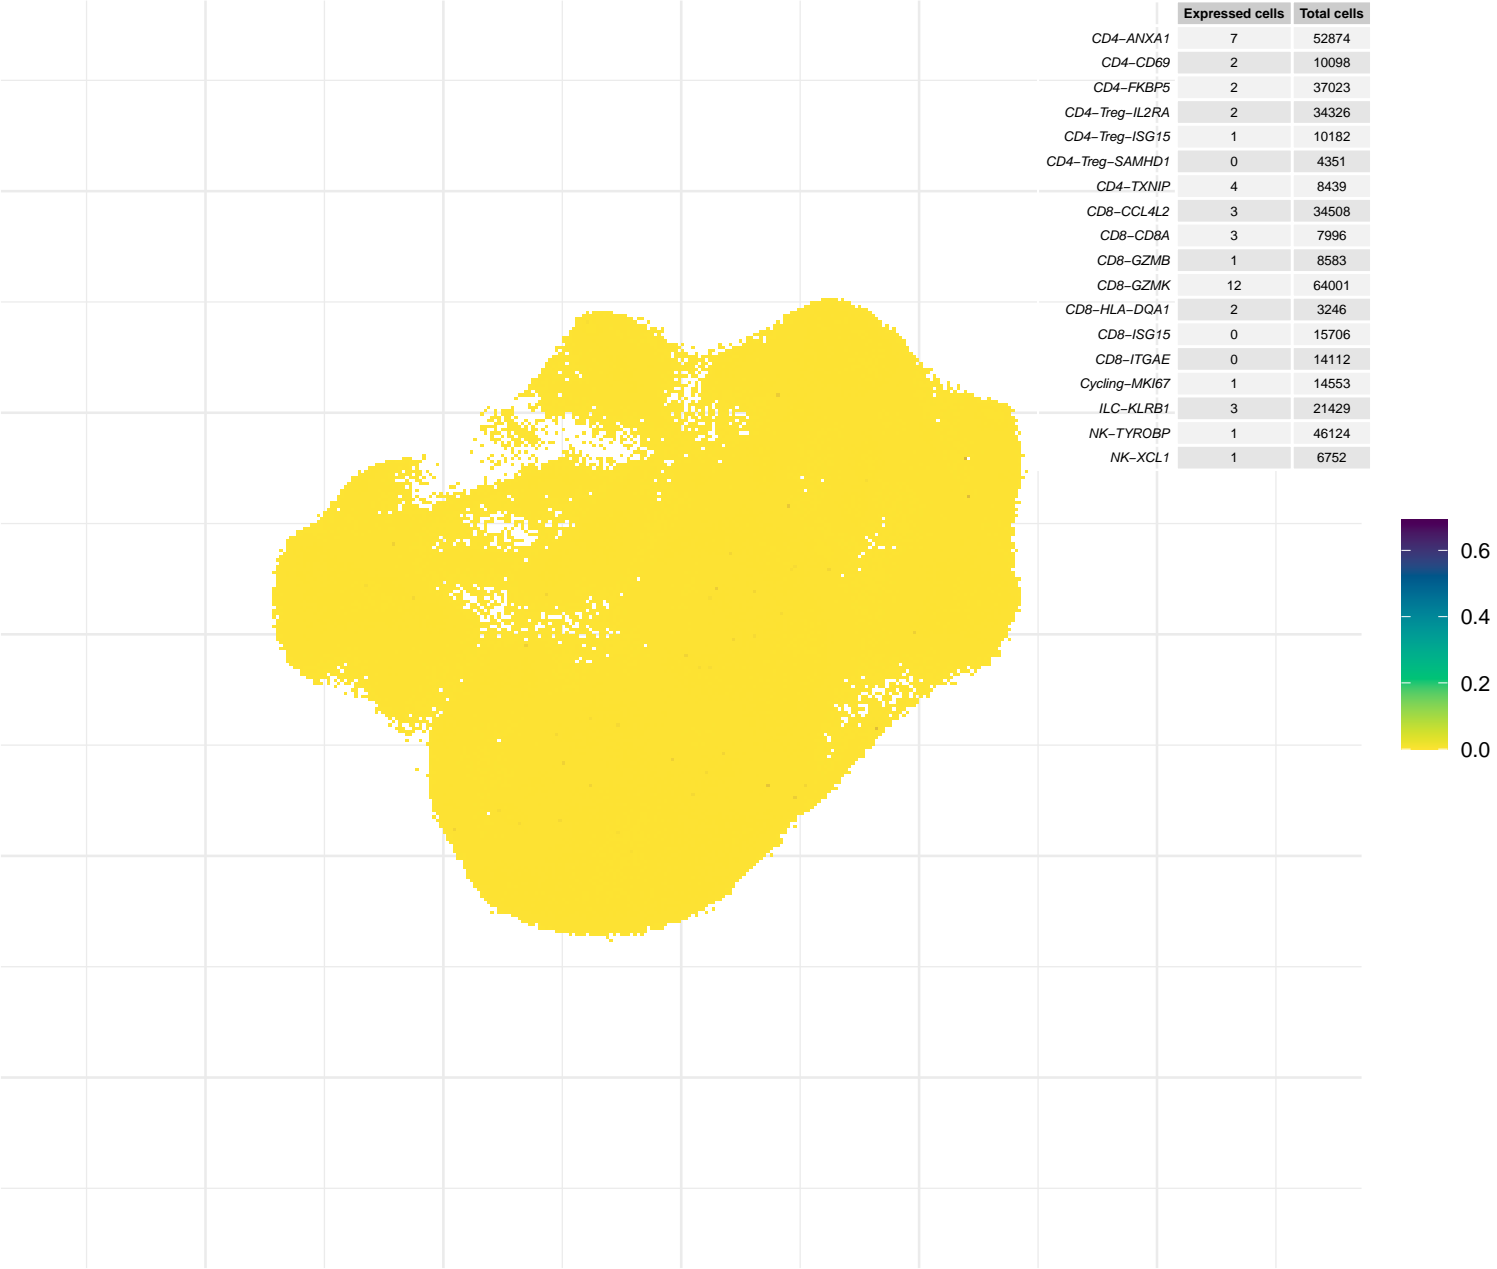 Expressed cells Total cells
CD4−ANXA1 7 52874
CD4−CD69 2 10098
CD4−FKBP5 2 37023
CD4−Treg−IL2RA 2 34326
CD4−Treg−ISG15 1 10182
CD4−Treg−SAMHD1 0 4351
CD4−TXNIP 4 8439
CD8−CCL4L2 3 34508
CD8−CD8A 3 7996
CD8−GZMB 1 8583
CD8−GZMK 12 64001
CD8−HLA−DQA1 2 3246
CD8−ISG15 0 15706
CD8−ITGAE 0 14112
Cycling−MKI67 1 14553
ILC−KLRB1 3 21429
NK−TYROBP 1 46124
NK−XCL1 1 6752
0.6
0.4
0.2
0.0